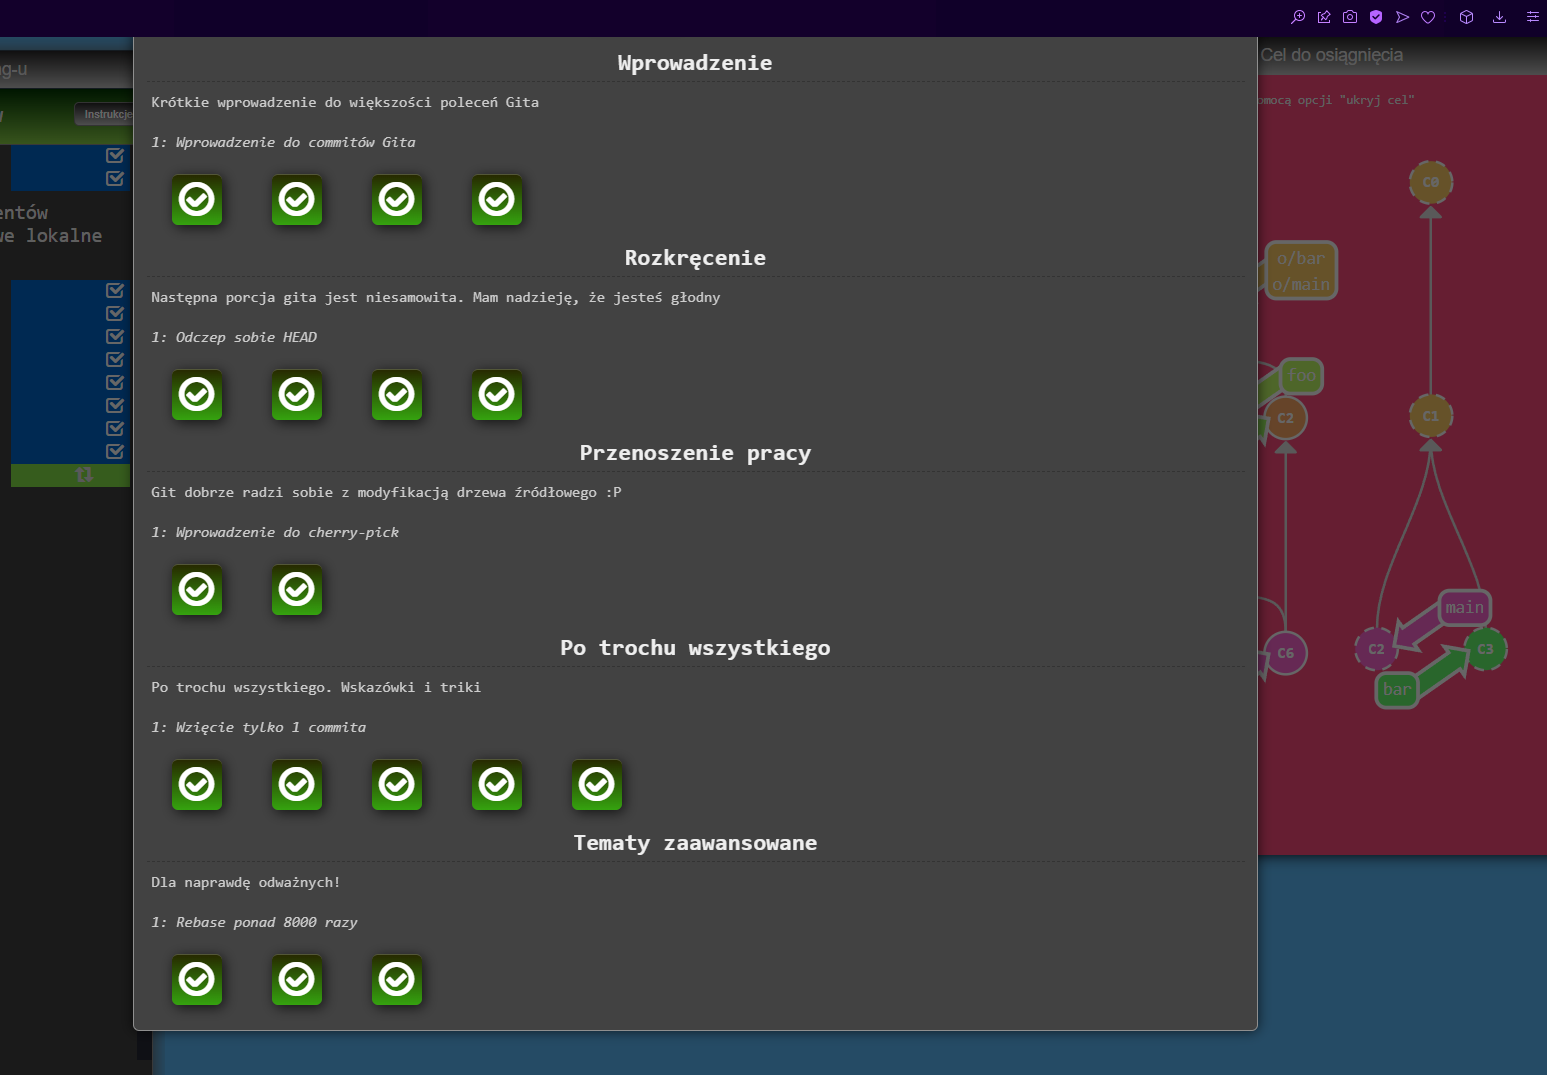 ng-u
Instrukcje
entów
we lokalne
Wprowadzenie
Krótkie wprowadzenie do większości poleceń Gita
1: Wprowadzenie do commitów Gita
Rozkręcenie
Następna porcja gita jest niesamowita. Mam nadzieję, że jesteś głodny
1: Odczep sobie HEAD
Przenoszenie pracy
Git dobrze radzi sobie z modyfikacją drzewa źródłowego :P
1: Wprowadzenie do cherry-pick
Po trochu wszystkiego
Po trochu wszystkiego. Wskazówki i triki
1: Wzięcie tylko 1 commita
Tematy zaawansowane
Dla naprawdę odważnych!
1: Rebase ponad 8000 razy
Cel do osiągnięcia
omocą opcji "ukryj cel"
C0
o/bar
o/main
foo
C2
C1
main
C6
C2
C3
bar